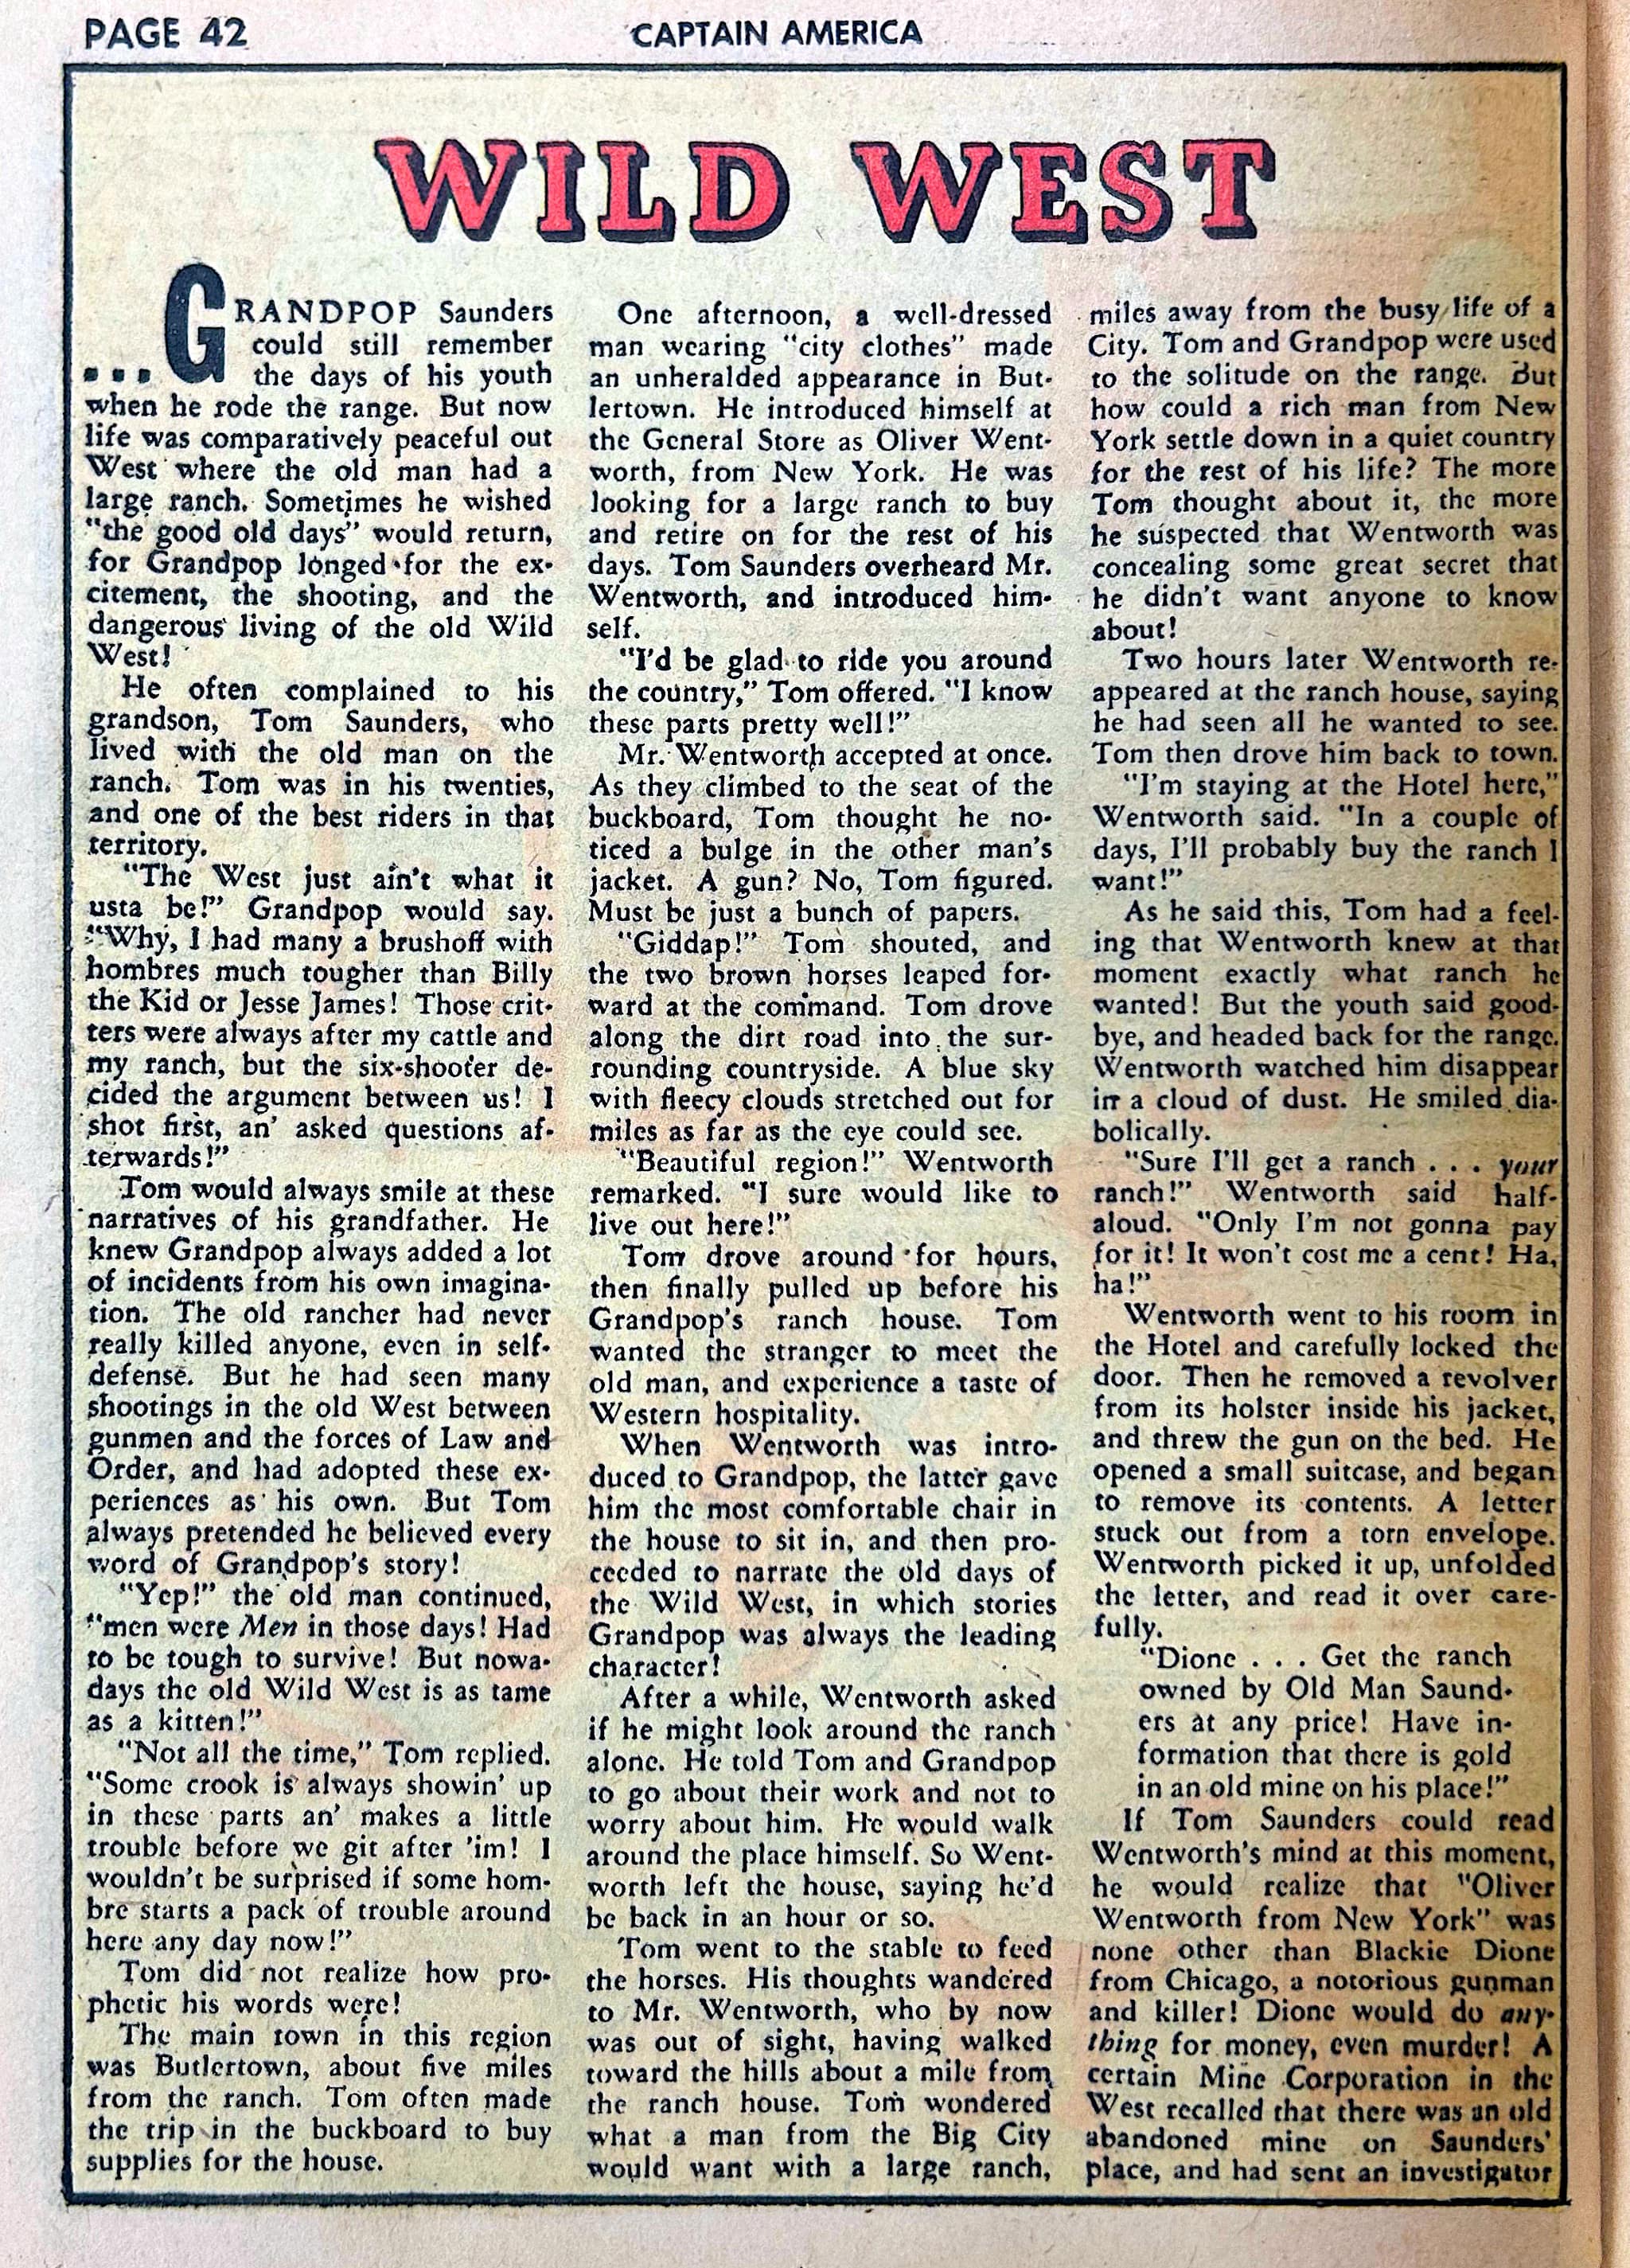 PAGE 42
CAPTAIN AMERICA
WILD WEST
...GRANDPOP Saunders
could still remember
the days of his youth
when he rode the range. But now
life was comparatively peaceful out
West where the old man had a
large ranch. Sometimes he wished
"the good old days" would return,
for Grandpop longed for the ex-
citement, the shooting, and the
dangerous living of the old Wild
West!
He often complained to his
grandson, Tom Saunders, who
lived with the old man on the
ranch. Tom was in his twenties,
and one of the best riders in that
territory.
"The West just ain't what it
usta be!" Grandpop would say.
"Why, I had many a brushoff with
hombres much tougher than Billy
the Kid or Jesse James! Those crit-
ters were always after my cattle and
my ranch, but the six-shooter de-
cided the argument between us! I
shot first, an' asked questions af-
terwards!"
Tom would always smile at these
narratives of his grandfather. He
knew Grandpop always added a lot
of incidents from his own imagina-
tion. The old rancher had never
really killed anyone, even in self-
defense. But he had seen many
shootings in the old West between
gunmen and the forces of Law and
Order, and had adopted these ex-
periences as his own. But Tom
always pretended he believed every
word of Grandpop's story!
"Yep!" the old man continued,
"men were Men in those days! Had
to be tough to survive! But nowa-
days the old Wild West is as tame
as a kitten!"
"Not all the time," Tom replied.
"Some crook is always showin' up
in these parts an' makes a little
trouble before we git after 'im! I
wouldn't be surprised if some hom-
bre starts a pack of trouble around
here any day now!"
Tom did not realize how pro-
phetic his words were!
The main town in this region
was Butlertown, about five miles
from the ranch. Tom often made
the trip in the buckboard to buy
supplies for the house.
One afternoon, a well-dressed
man wearing "city clothes" made
an unheralded appearance in But-
lertown. He introduced himself at
the General Store as Oliver Went-
worth, from New York. He was
looking for a large ranch to buy
and retire on for the rest of his
days. Tom Saunders overheard Mr.
Wentworth, and introduced him-
self.
"I'd be glad to ride you around
the country," Tom offered. "I know
these parts pretty well!"
Mr. Wentworth accepted at once.
As they climbed to the seat of the
buckboard, Tom thought he no-
ticed a bulge in the other man's
jacket. A gun? No, Tom figured.
Must be just a bunch of papers.
"Giddap!" Tom shouted, and
the two brown horses leaped for-
ward at the command. Tom drove
along the dirt road into the sur-
rounding countryside. A blue sky
with fleecy clouds stretched out for
miles as far as the eye could see.
"Beautiful region!" Wentworth
remarked. "I sure would like to
live out here!"
Tom drove around for hours,
then finally pulled up before his
Grandpop's ranch house. Tom
wanted the stranger to meet the
old man, and experience a taste of
Western hospitality.
When Wentworth was intro-
duced to Grandpop, the latter gave
him the most comfortable chair in
the house to sit in, and then pro-
ceeded to narrate the old days of
the Wild West, in which stories
Grandpop was always the leading
character!
After a while, Wentworth asked
if he might look around the ranch
alone. He told Tom and Grandpop
to go about their work and not to
worry about him. He would walk
around the place himself. So Went-
worth left the house, saying he'd
be back in an hour or so.
Tom went to the stable to feed
the horses. His thoughts wandered
to Mr. Wentworth, who by now
was out of sight, having walked
toward the hills about a mile from
the ranch house. Tom wondered
what a man from the Big City
would want with a large ranch,
miles away from the busy life of a
City. Tom and Grandpop were used
to the solitude on the range. But
how could a rich man from New
York settle down in a quiet country
for the rest of his life? The more
Tom thought about it, the more
he suspected that Wentworth was
concealing some great secret that
he didn't want anyone to know
about!
Two hours later Wentworth re-
appeared at the ranch house, saying
he had seen all he wanted to see.
Tom then drove him back to town.
"I'm staying at the Hotel here,"
Wentworth said. "In a couple of
days, I'll probably buy the ranch I
want!"
As he said this, Tom had a feel-
ing that Wentworth knew at that
moment exactly what ranch he
wanted! But the youth said good-
bye, and headed back for the range.
Wentworth watched him disappear
in a cloud of dust. He smiled dia-
bolically.
"Sure I'll get a ranch . . . your
ranch!" Wentworth said half-
aloud. "Only I'm not gonna pay
for it! It won't cost me a cent! Ha,
ha!"
Wentworth went to his room in
the Hotel and carefully locked the
door. Then he removed a revolver
from its holster inside his jacket,
and threw the gun on the bed. He
opened a small suitcase, and began
to remove its contents. A letter
stuck out from a torn envelope.
Wentworth picked it up, unfolded
the letter, and read it over care-
fully.
"Dione . . . Get the ranch
owned by Old Man Saund-
ers at any price! Have in-
formation that there is gold
in an old mine on his place!"
If Tom Saunders could read
Wentworth's mind at this moment,
he would realize that "Oliver
Wentworth from New York" was
none other than Blackie Dione
from Chicago, a notorious gunman
and killer! Dione would do any-
thing for money, even murder! A
certain Mine Corporation in the
West recalled that there was an old
abandoned mine on Saunders'
place, and had sent an investigator